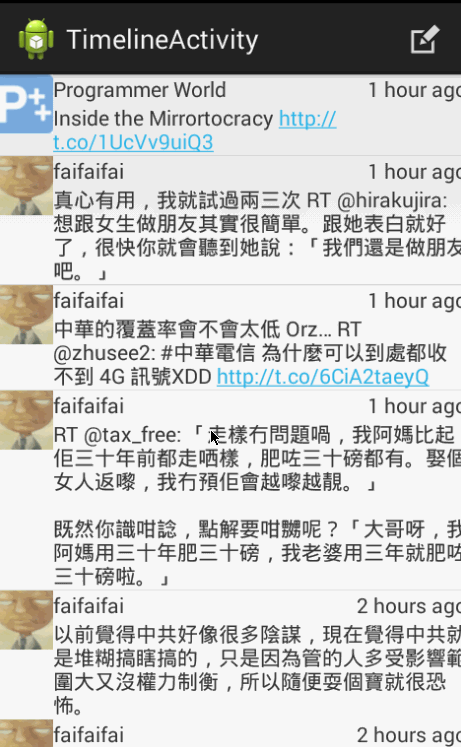 TimelineActivity
P++
Programmer World 1 hour ago
Inside the Mirrortocracy http://
t.co/1UcVv9uiQ3
faifaifai 1 hour ago
真心有用，我就試過兩三次 RT @hirakujira:
想跟女生做朋友其實很簡單。跟她表白就好
了，很快你就會聽到她說：「我們還是做朋友
吧。」
faifaifai 1 hour ago
中華的覆蓋率會不會太低 Orz... RT
@zhusee2: #中華電信 為什麼可以到處都收
不到 4G 訊號XDD http://t.co/6CiA2taeyQ
faifaifai 1 hour ago
RT @tax_free: 「走樣冇問題喎，我阿媽比起
佢三十年前都走晒樣，肥咗三十磅都有。娶個
女人返嚟，我冇預佢會越嚟越靚。」
既然你識咁諗，點解要咁嬲呢？「大哥呀，我
阿媽用三十年肥三十磅，我老婆用三年就肥咗
三十磅啦。」
faifaifai 2 hours ago
以前覺得中共好像很多陰謀，現在覺得中共就
是堆糊搞瞎搞的，只是因為管的人多受影響範
圍大又沒權力制衡，所以隨便耍個寶就很恐
怖。
faifaifai 2 hours ago